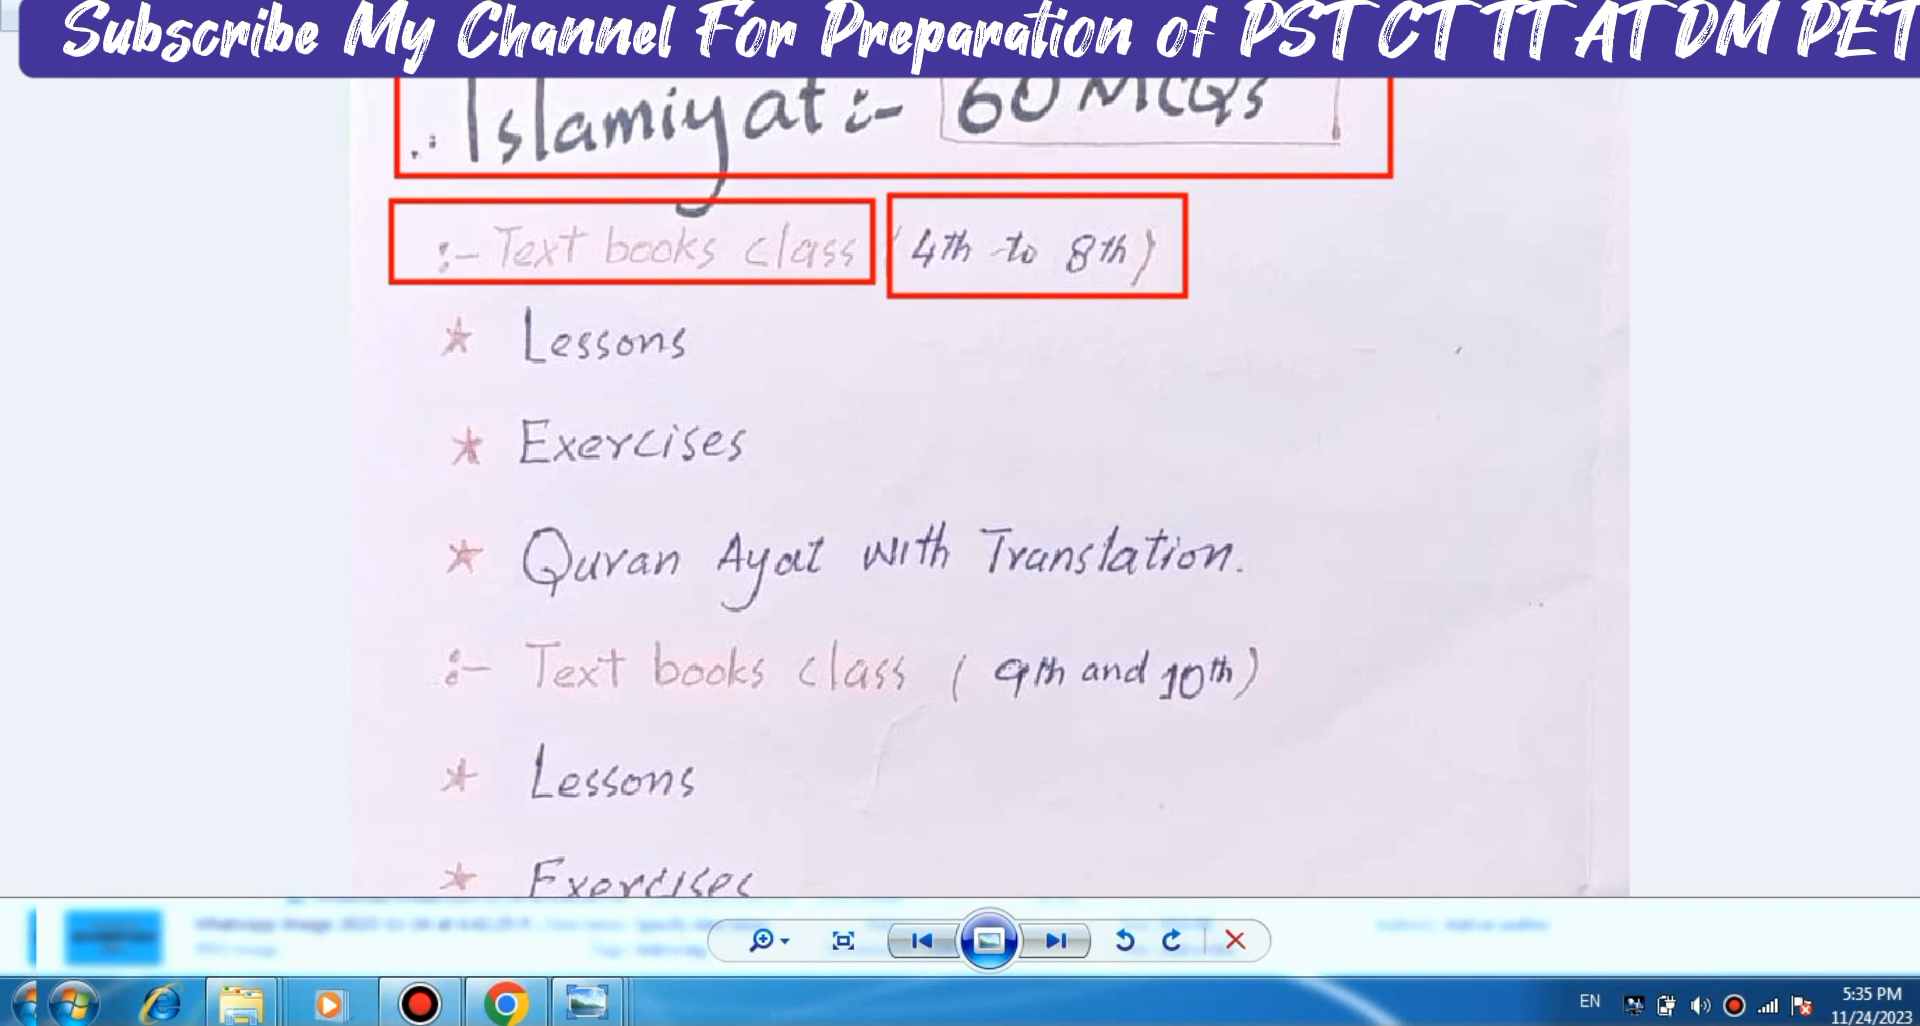 Subscribe My Channel For Preparation of PST CT TT AT DM PET
∴ Islamiyat :- 60 MCQs
:- Text books class (4th to 8th)
★ Lessons
★ Exercises
★ Quran Ayat with Translation.
:- Text books class (9th and 10th)
★ Lessons
★ Exercises
EN
5:35 PM
11/24/2023